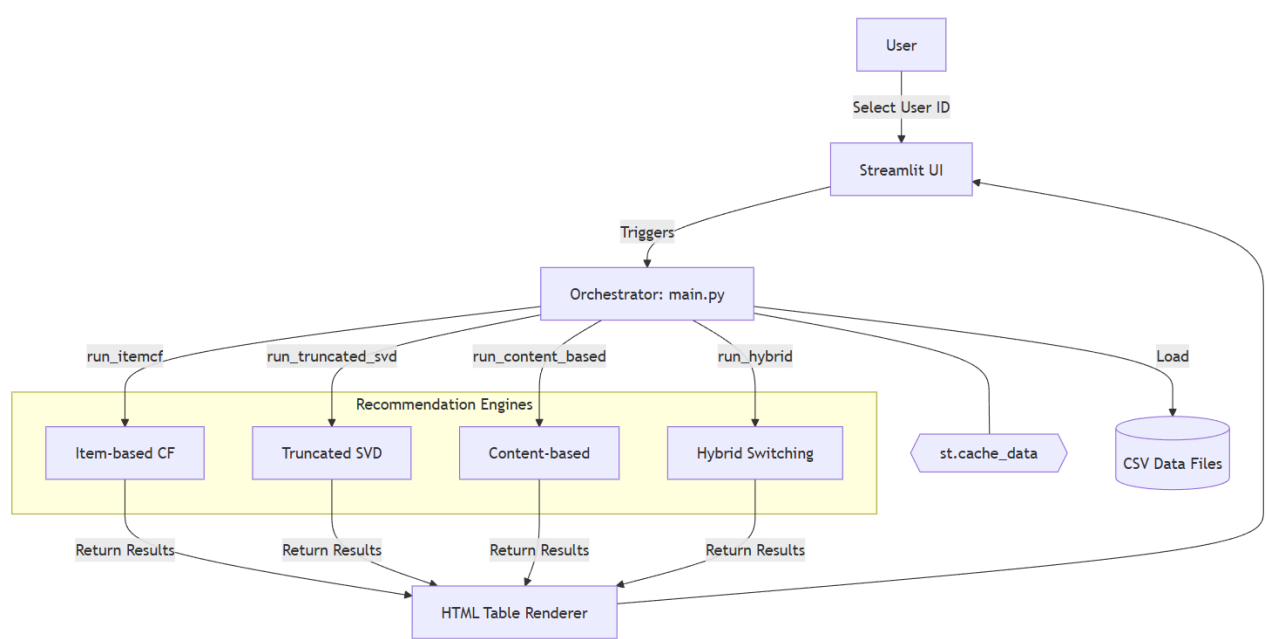 User
Select User ID
Streamlit UI
Triggers
Orchestrator: main.py
run_itemcf
run_truncated_svd
run_content_based
run_hybrid
Load
Recommendation Engines
Item-based CF
Truncated SVD
Content-based
Hybrid Switching
st.cache_data
CSV Data Files
Return Results
Return Results
Return Results
Return Results
HTML Table Renderer